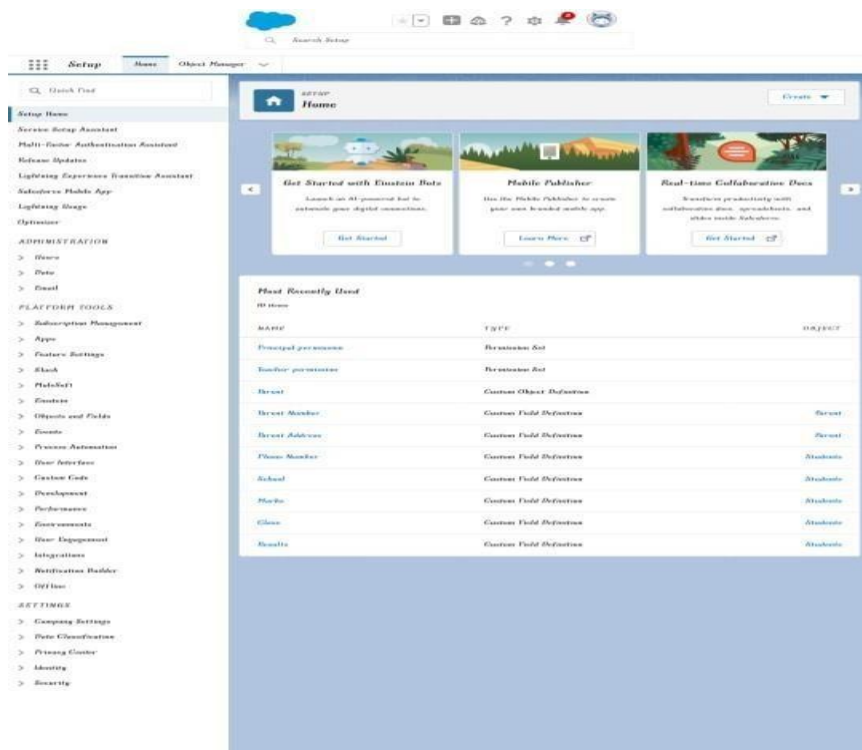 Search Setup
Setup
Home
Object Manager
Quick Find
Setup Home
Service Setup Assistant
Multi-Factor Authentication Assistant
Release Updates
Lightning Experience Transition Assistant
Salesforce Mobile App
Lightning Usage
Optimizer
ADMINISTRATION
> Users
> Data
> Email
PLATFORM TOOLS
> Subscription Management
> Apps
> Feature Settings
> Slack
> MuleSoft
> Einstein
> Objects and Fields
> Events
> Process Automation
> User Interface
> Custom Code
> Development
> Performance
> Environments
> User Engagement
> Integrations
> Notification Builder
> Offline
SETTINGS
> Company Settings
> Data Classification
> Privacy Center
> Identity
> Security
SETUP
Home
Create
Get Started with Einstein Bots
Launch an AI-powered bot to
automate your digital connections.
Get Started
Mobile Publisher
Use the Mobile Publisher to create
your own branded mobile app.
Learn More
Real-time Collaborative Docs
Transform productivity with
collaborative docs, spreadsheets, and
slides inside Salesforce.
Get Started
Most Recently Used
10 items
NAME TYPE OBJECT
Principal permission Permission Set
Teacher permission Permission Set
Parent Custom Object Definition
Parent Number Custom Field Definition Parent
Parent Address Custom Field Definition Parent
Phone Number Custom Field Definition Students
School Custom Field Definition Students
Marks Custom Field Definition Students
Class Custom Field Definition Students
Results Custom Field Definition Students